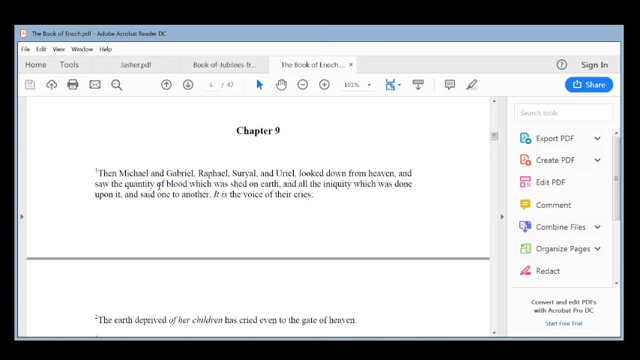 The Book of Enoch.pdf - Adobe Acrobat Reader DC
File Edit View Window Help
Home Tools Jasher.pdf Book-of-Jubilees-fr... The Book of Enoch.... × ? Sign In
/ 47 101% Share
Search tools
Chapter 9
Export PDF
1Then Michael and Gabriel, Raphael, Suryal, and Uriel, looked down from heaven, and
Create PDF
saw the quantity of blood which was shed on earth, and all the iniquity which was done
Edit PDF
upon it, and said one to another, It is the voice of their cries;
Comment
Combine Files
Organize Pages
Redact
Convert and edit PDFs
with Acrobat Pro DC
2The earth deprived of her children has cried even to the gate of heaven.
Start Free Trial